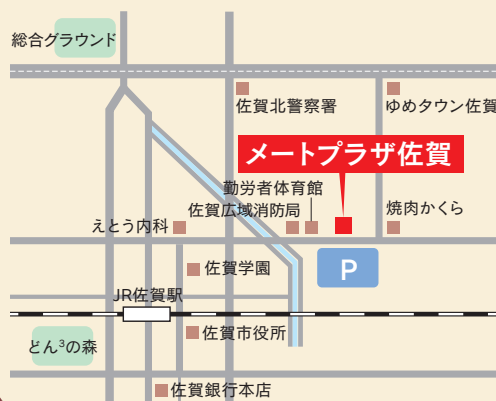 総合グラウンド
佐賀北警察署
ゆめタウン佐賀
メートプラザ佐賀
勤労者体育館
佐賀広域消防局
焼肉かくら
えとう内科
佐賀学園
P
JR佐賀駅
佐賀市役所
どん³の森
佐賀銀行本店